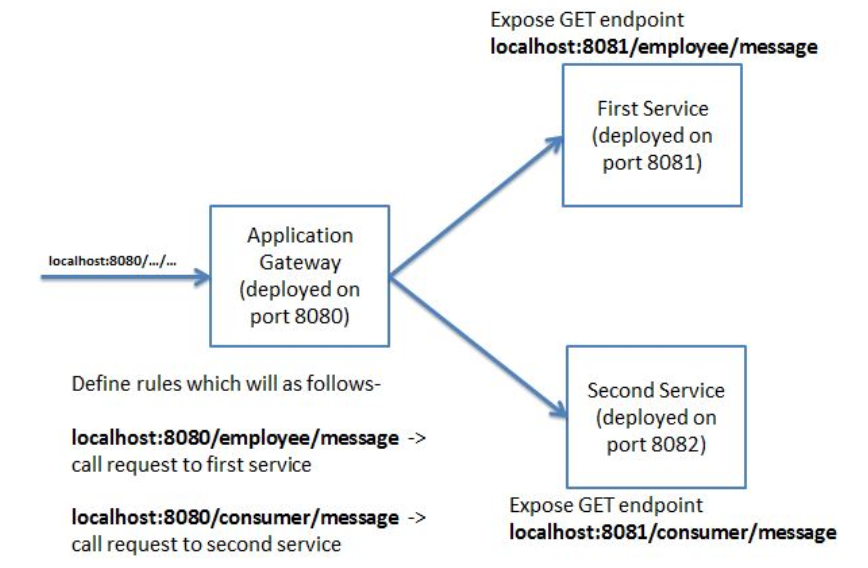 Expose GET endpoint
localhost:8081/employee/message
First Service
(deployed on
port 8081)
localhost:8080/.../...
Application
Gateway
(deployed on
port 8080)
Define rules which will as follows-
localhost:8080/employee/message ->
call request to first service
localhost:8080/consumer/message ->
call request to second service
Second Service
(deployed on
port 8082)
Expose GET endpoint
localhost:8081/consumer/message